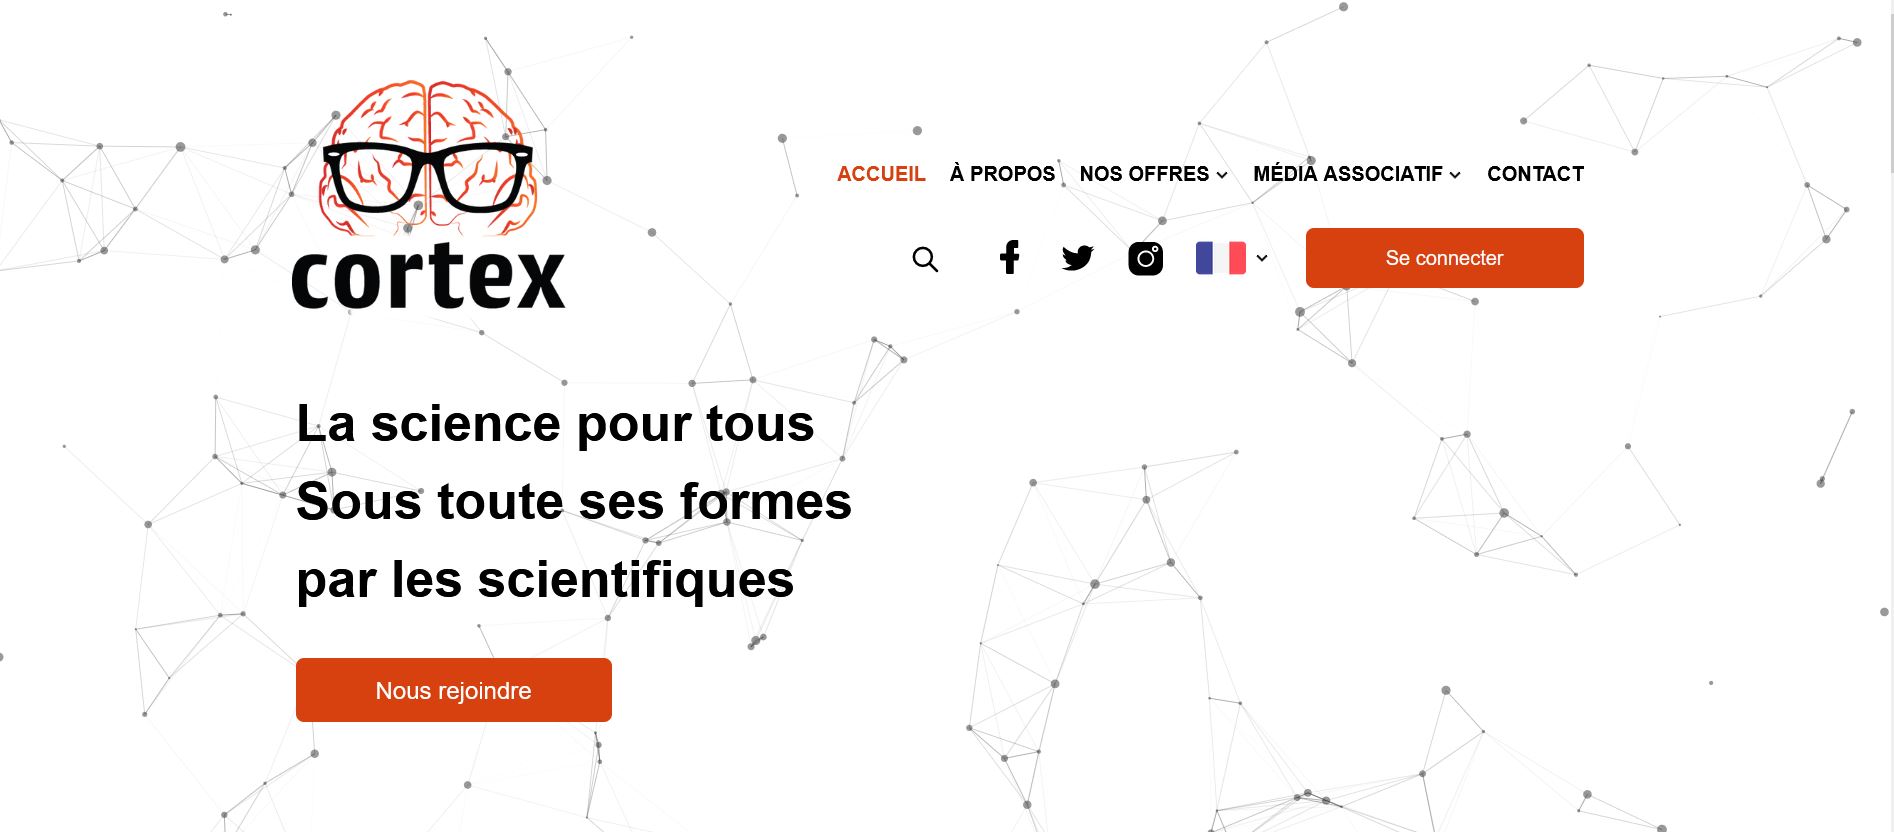 cortex
ACCUEIL À PROPOS NOS OFFRES MÉDIA ASSOCIATIF CONTACT
Se connecter
La science pour tous
Sous toute ses formes
par les scientifiques
Nous rejoindre